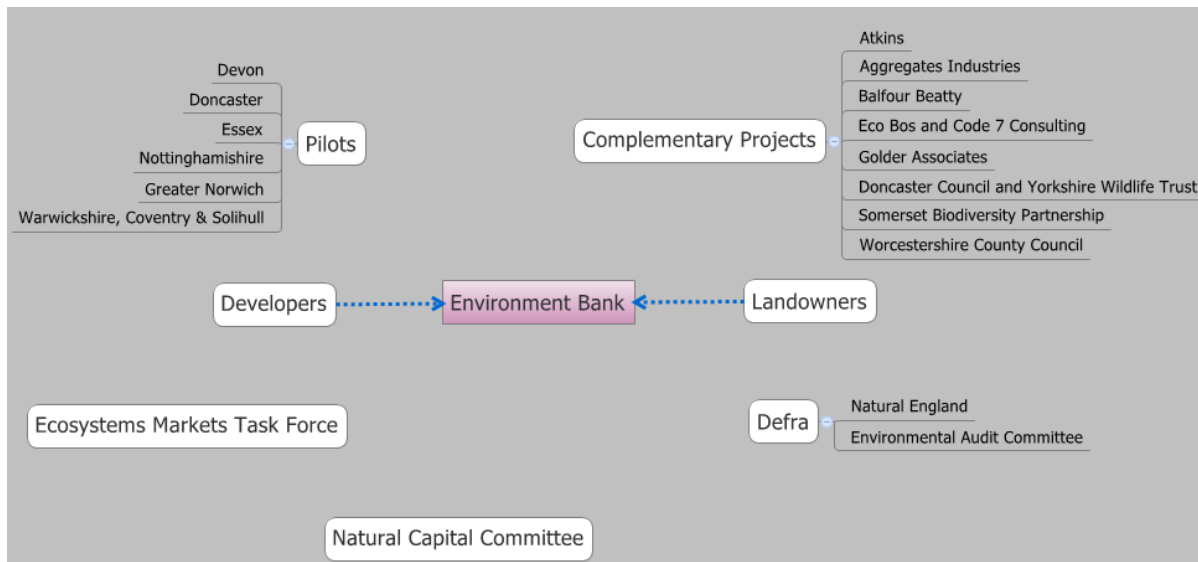 Devon
Doncaster
Essex
Nottinghamishire
Greater Norwich
Warwickshire, Coventry & Solihull
Pilots
Complementary Projects
Atkins
Aggregates Industries
Balfour Beatty
Eco Bos and Code 7 Consulting
Golder Associates
Doncaster Council and Yorkshire Wildlife Trust
Somerset Biodiversity Partnership
Worcestershire County Council
Developers
Environment Bank
Landowners
Ecosystems Markets Task Force
Defra
Natural England
Environmental Audit Committee
Natural Capital Committee